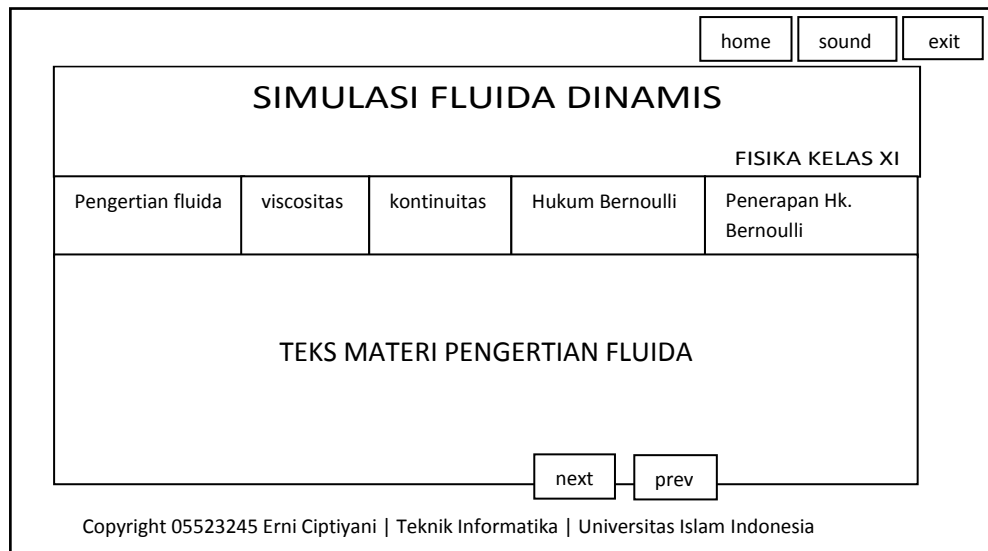 home sound exit
SIMULASI FLUIDA DINAMIS
FISIKA KELAS XI
Pengertian fluida viscositas kontinuitas Hukum Bernoulli Penerapan Hk.
Bernoulli
TEKS MATERI PENGERTIAN FLUIDA
next prev
Copyright 05523245 Erni Ciptiyani | Teknik Informatika | Universitas Islam Indonesia